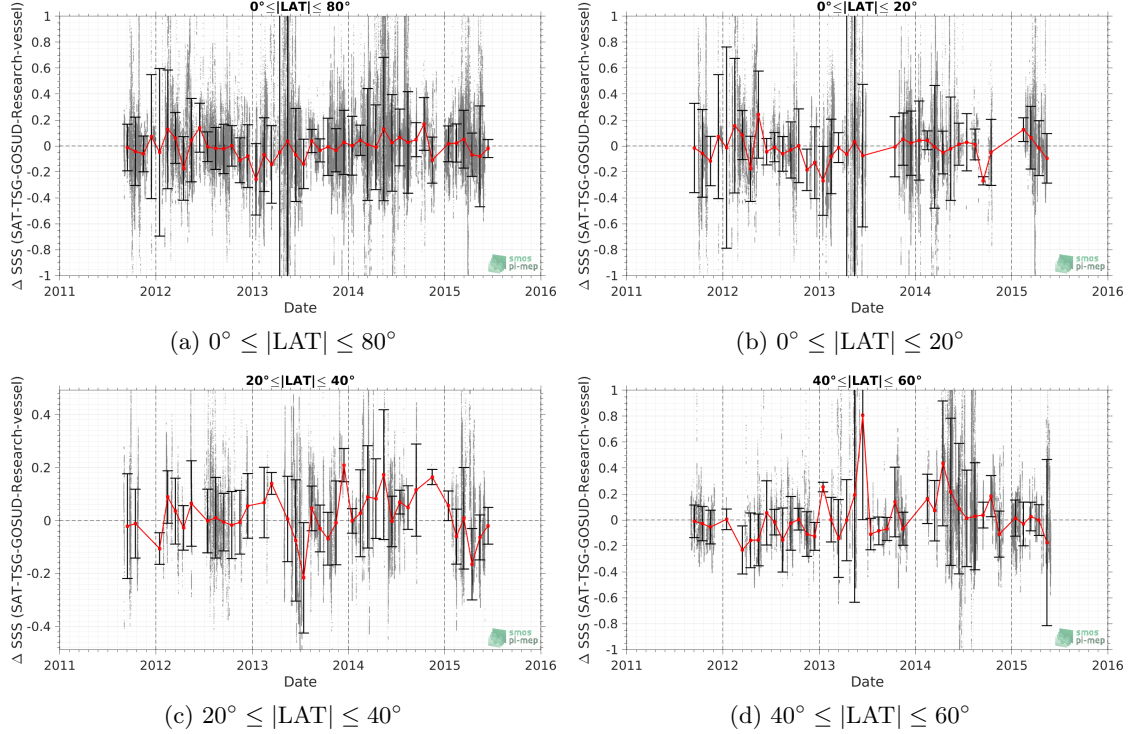 0°≤|LAT|≤ 80°
Δ SSS (SAT-TSG-GOSUD-Research-vessel)
1
0.8
0.6
0.4
0.2
0
-0.2
-0.4
-0.6
-0.8
-1
smos
pi-mep
2011 2012 2013 2014 2015 2016
Date
(a) 0° ≤ |LAT| ≤ 80°
0°≤|LAT|≤ 20°
Δ SSS (SAT-TSG-GOSUD-Research-vessel)
1
0.8
0.6
0.4
0.2
0
-0.2
-0.4
-0.6
-0.8
-1
smos
pi-mep
2011 2012 2013 2014 2015 2016
Date
(b) 0° ≤ |LAT| ≤ 20°
20°≤|LAT|≤ 40°
Δ SSS (SAT-TSG-GOSUD-Research-vessel)
0.4
0.2
0
-0.2
-0.4
smos
pi-mep
2011 2012 2013 2014 2015 2016
Date
(c) 20° ≤ |LAT| ≤ 40°
40°≤|LAT|≤ 60°
Δ SSS (SAT-TSG-GOSUD-Research-vessel)
1
0.8
0.6
0.4
0.2
0
-0.2
-0.4
-0.6
-0.8
-1
smos
pi-mep
2011 2012 2013 2014 2015 2016
Date
(d) 40° ≤ |LAT| ≤ 60°